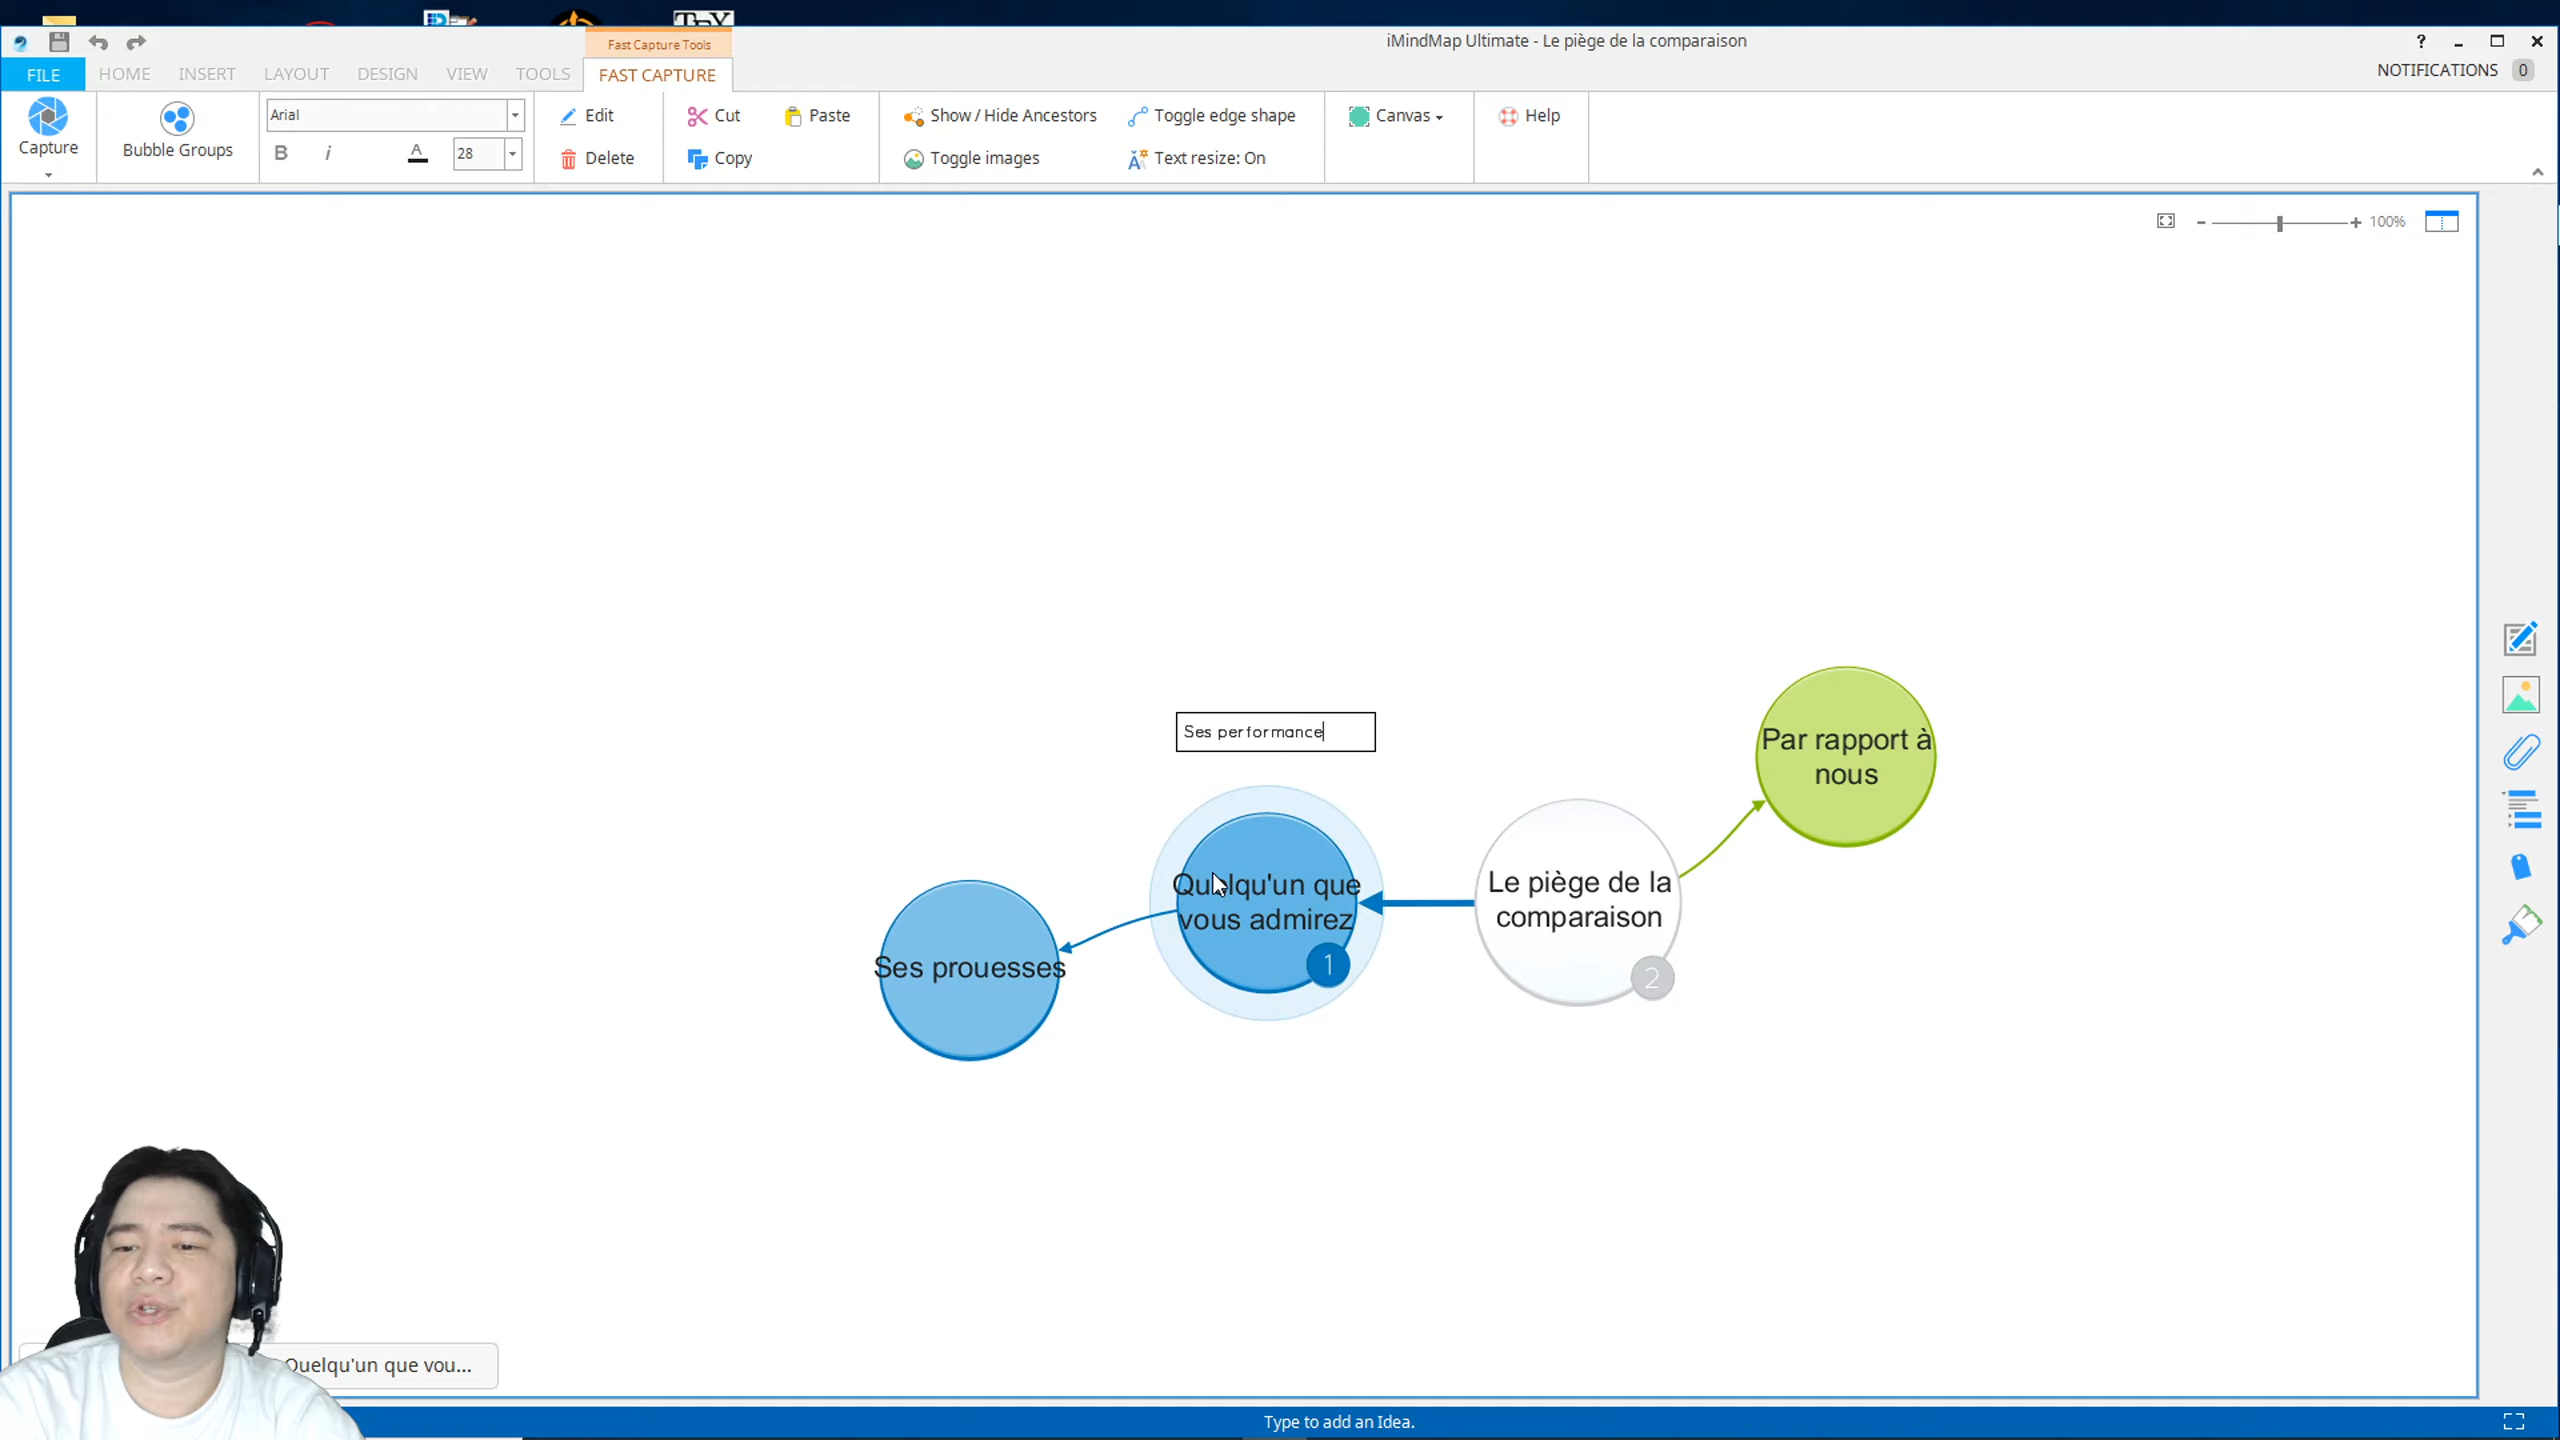 TEX
Fast Capture Tools
iMindMap Ultimate - Le piège de la comparaison
?
FILE
HOME
INSERT
LAYOUT
DESIGN
VIEW
TOOLS
FAST CAPTURE
NOTIFICATIONS 0
Capture
Bubble Groups
Arial
B
i
A
28
Edit
Delete
Cut
Copy
Paste
Show / Hide Ancestors
Toggle images
Toggle edge shape
Text resize: On
Canvas
Help
- + 100%
Ses performance
Par rapport à
nous
Quelqu'un que
vous admirez
1
Le piège de la
comparaison
2
Ses prouesses
Quelqu'un que vou...
Type to add an Idea.